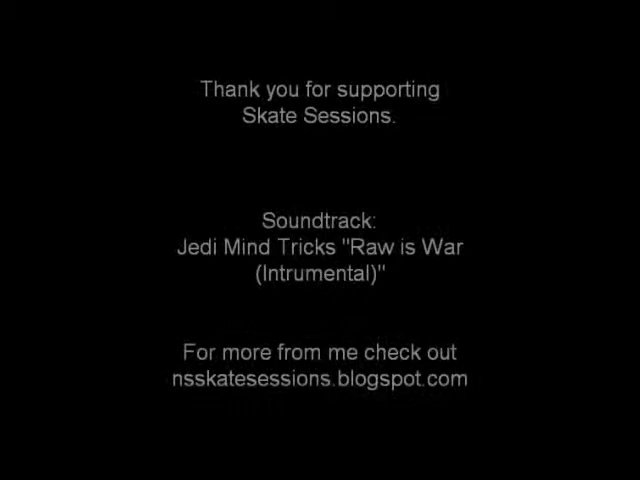 Thank you for supporting
Skate Sessions.
Soundtrack:
Jedi Mind Tricks "Raw is War
(Intrumental)"
For more from me check out
nsskatesessions.blogspot.com